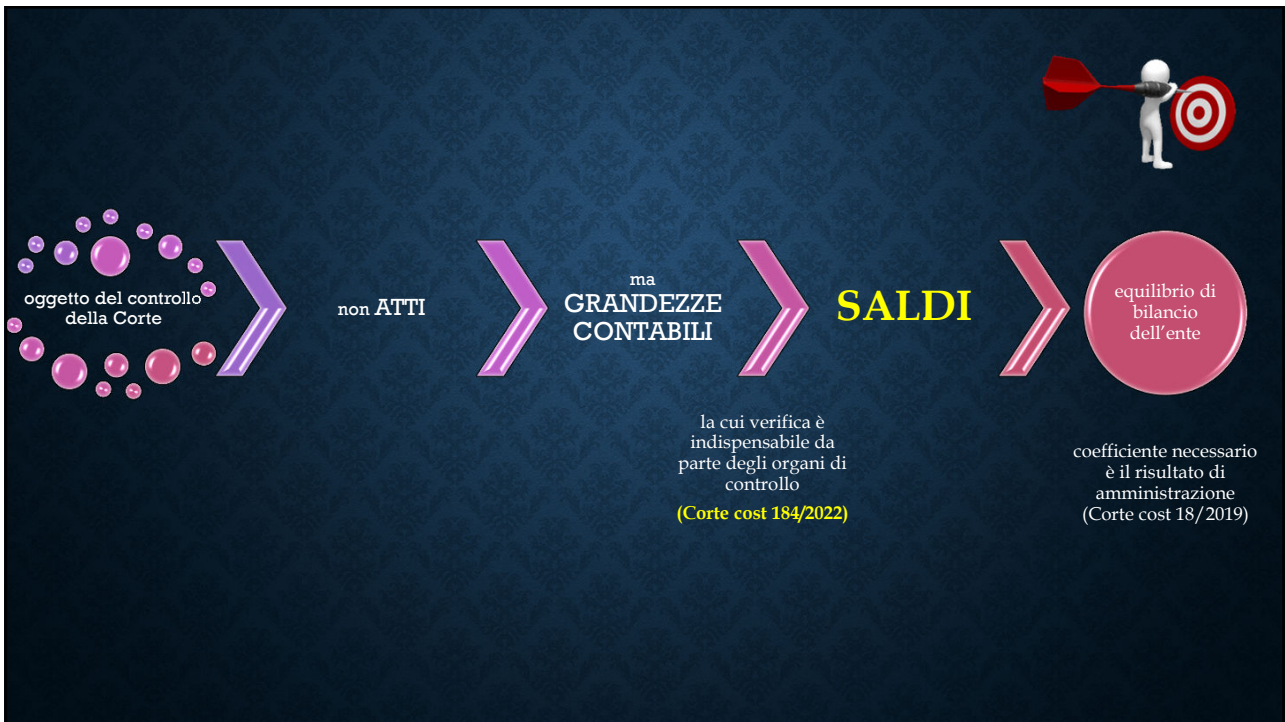 oggetto del controllo
della Corte
non ATTI
ma
GRANDEZZE
CONTABILI
SALDI
la cui verifica è
indispensabile da
parte degli organi di
controllo
(Corte cost 184/2022)
equilibrio di
bilancio
dell’ente
coefficiente necessario
è il risultato di
amministrazione
(Corte cost 18/2019)